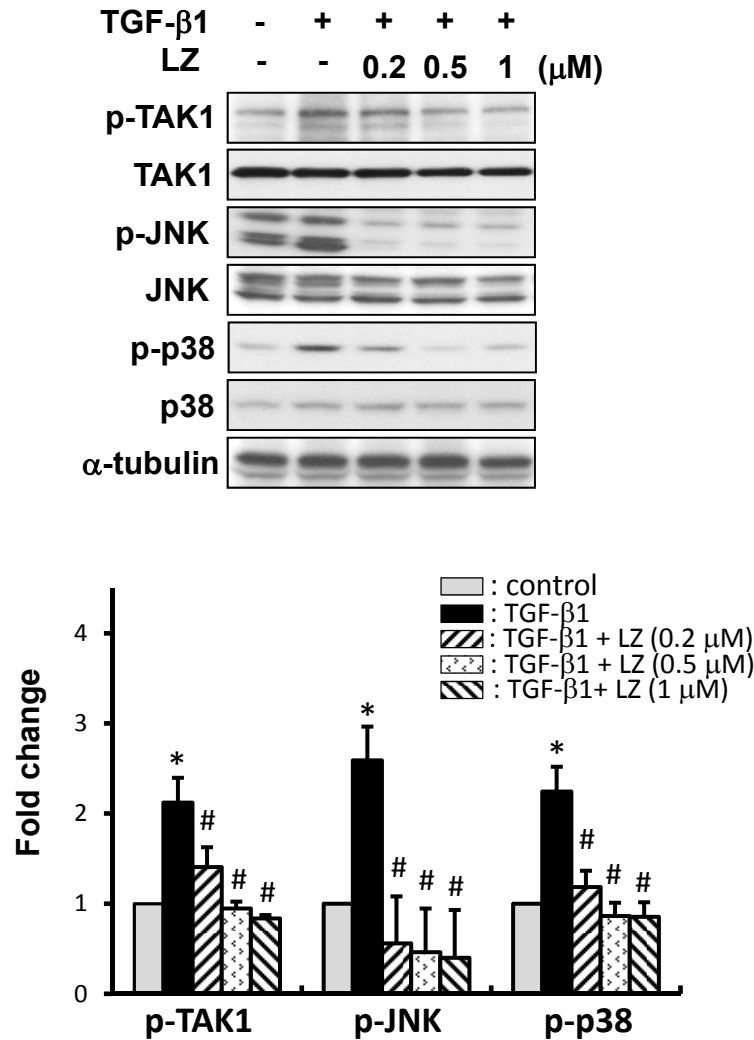 TGF-β1 - + + + +
LZ - - 0.2 0.5 1 (μM)
p-TAK1
TAK1
p-JNK
JNK
p-p38
p38
α-tubulin
: control
: TGF-β1
: TGF-β1 + LZ (0.2 μM)
: TGF-β1 + LZ (0.5 μM)
: TGF-β1+ LZ (1 μM)
Fold change
4
3
2
1
0
* # # #
* # # #
* # # #
p-TAK1 p-JNK p-p38